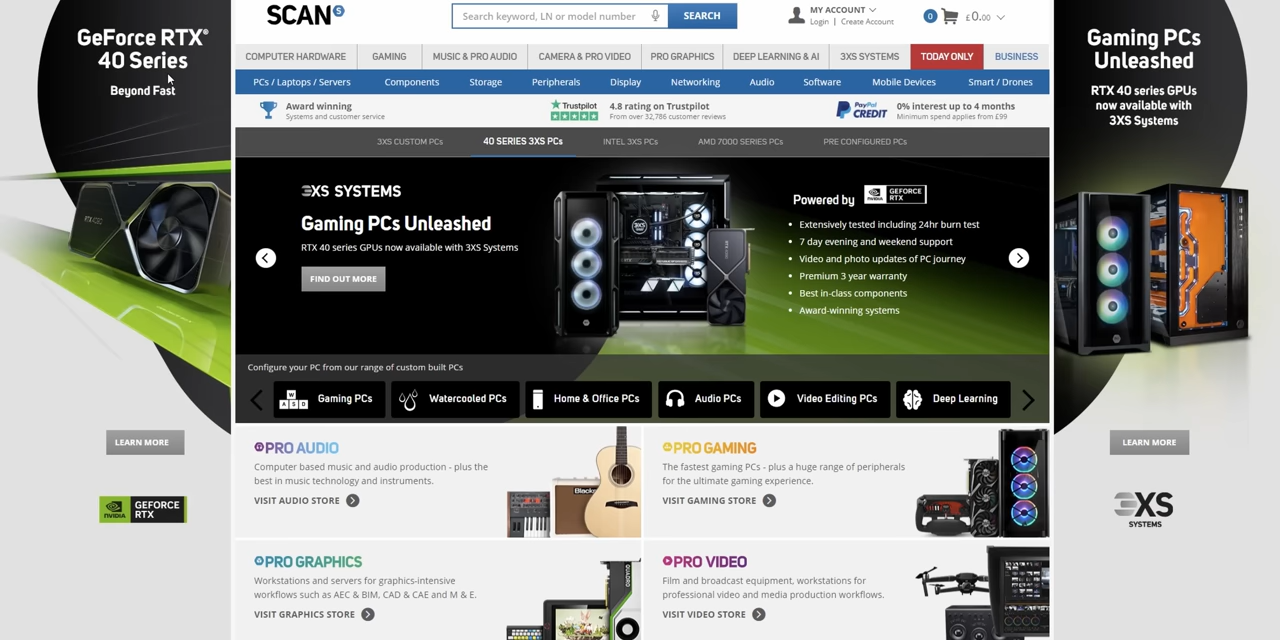 GeForce RTX®
40 Series
Beyond Fast
LEARN MORE
NVIDIA
GEFORCE
RTX
SCAN S
Search keyword, LN or model number
SEARCH
MY ACCOUNT
Login | Create Account
0
£0.00
COMPUTER HARDWARE
GAMING
MUSIC & PRO AUDIO
CAMERA & PRO VIDEO
PRO GRAPHICS
DEEP LEARNING & AI
3XS SYSTEMS
TODAY ONLY
BUSINESS
PCs / Laptops / Servers
Components
Storage
Peripherals
Display
Networking
Audio
Software
Mobile Devices
Smart / Drones
Award winning
Systems and customer service
Trustpilot
4.8 rating on Trustpilot
From over 32,786 customer reviews
PayPal
CREDIT
0% interest up to 4 months
Minimum spend applies from £99
3XS CUSTOM PCs
40 SERIES 3XS PCs
INTEL 3XS PCs
AMD 7000 SERIES PCs
PRE CONFIGURED PCs
3XS SYSTEMS
Gaming PCs Unleashed
RTX 40 series GPUs now available with 3XS Systems
FIND OUT MORE
Powered by
NVIDIA
GEFORCE
RTX
• Extensively tested including 24hr burn test
• 7 day evening and weekend support
• Video and photo updates of PC journey
• Premium 3 year warranty
• Best in-class components
• Award-winning systems
Configure your PC from our range of custom built PCs
W
A S D
Gaming PCs
Watercooled PCs
Home & Office PCs
Audio PCs
Video Editing PCs
Deep Learning
PRO AUDIO
Computer based music and audio production - plus the
best in music technology and instruments.
VISIT AUDIO STORE
PRO GAMING
The fastest gaming PCs - plus a huge range of peripherals
for the ultimate gaming experience.
VISIT GAMING STORE
PRO GRAPHICS
Workstations and servers for graphics-intensive
workflows such as AEC & BIM, CAD & CAE and M & E.
VISIT GRAPHICS STORE
QUADRO
PRO VIDEO
Film and broadcast equipment, workstations for
professional video and media production workflows.
VISIT VIDEO STORE
Gaming PCs
Unleashed
RTX 40 series GPUs
now available with
3XS Systems
LEARN MORE
3XS
SYSTEMS